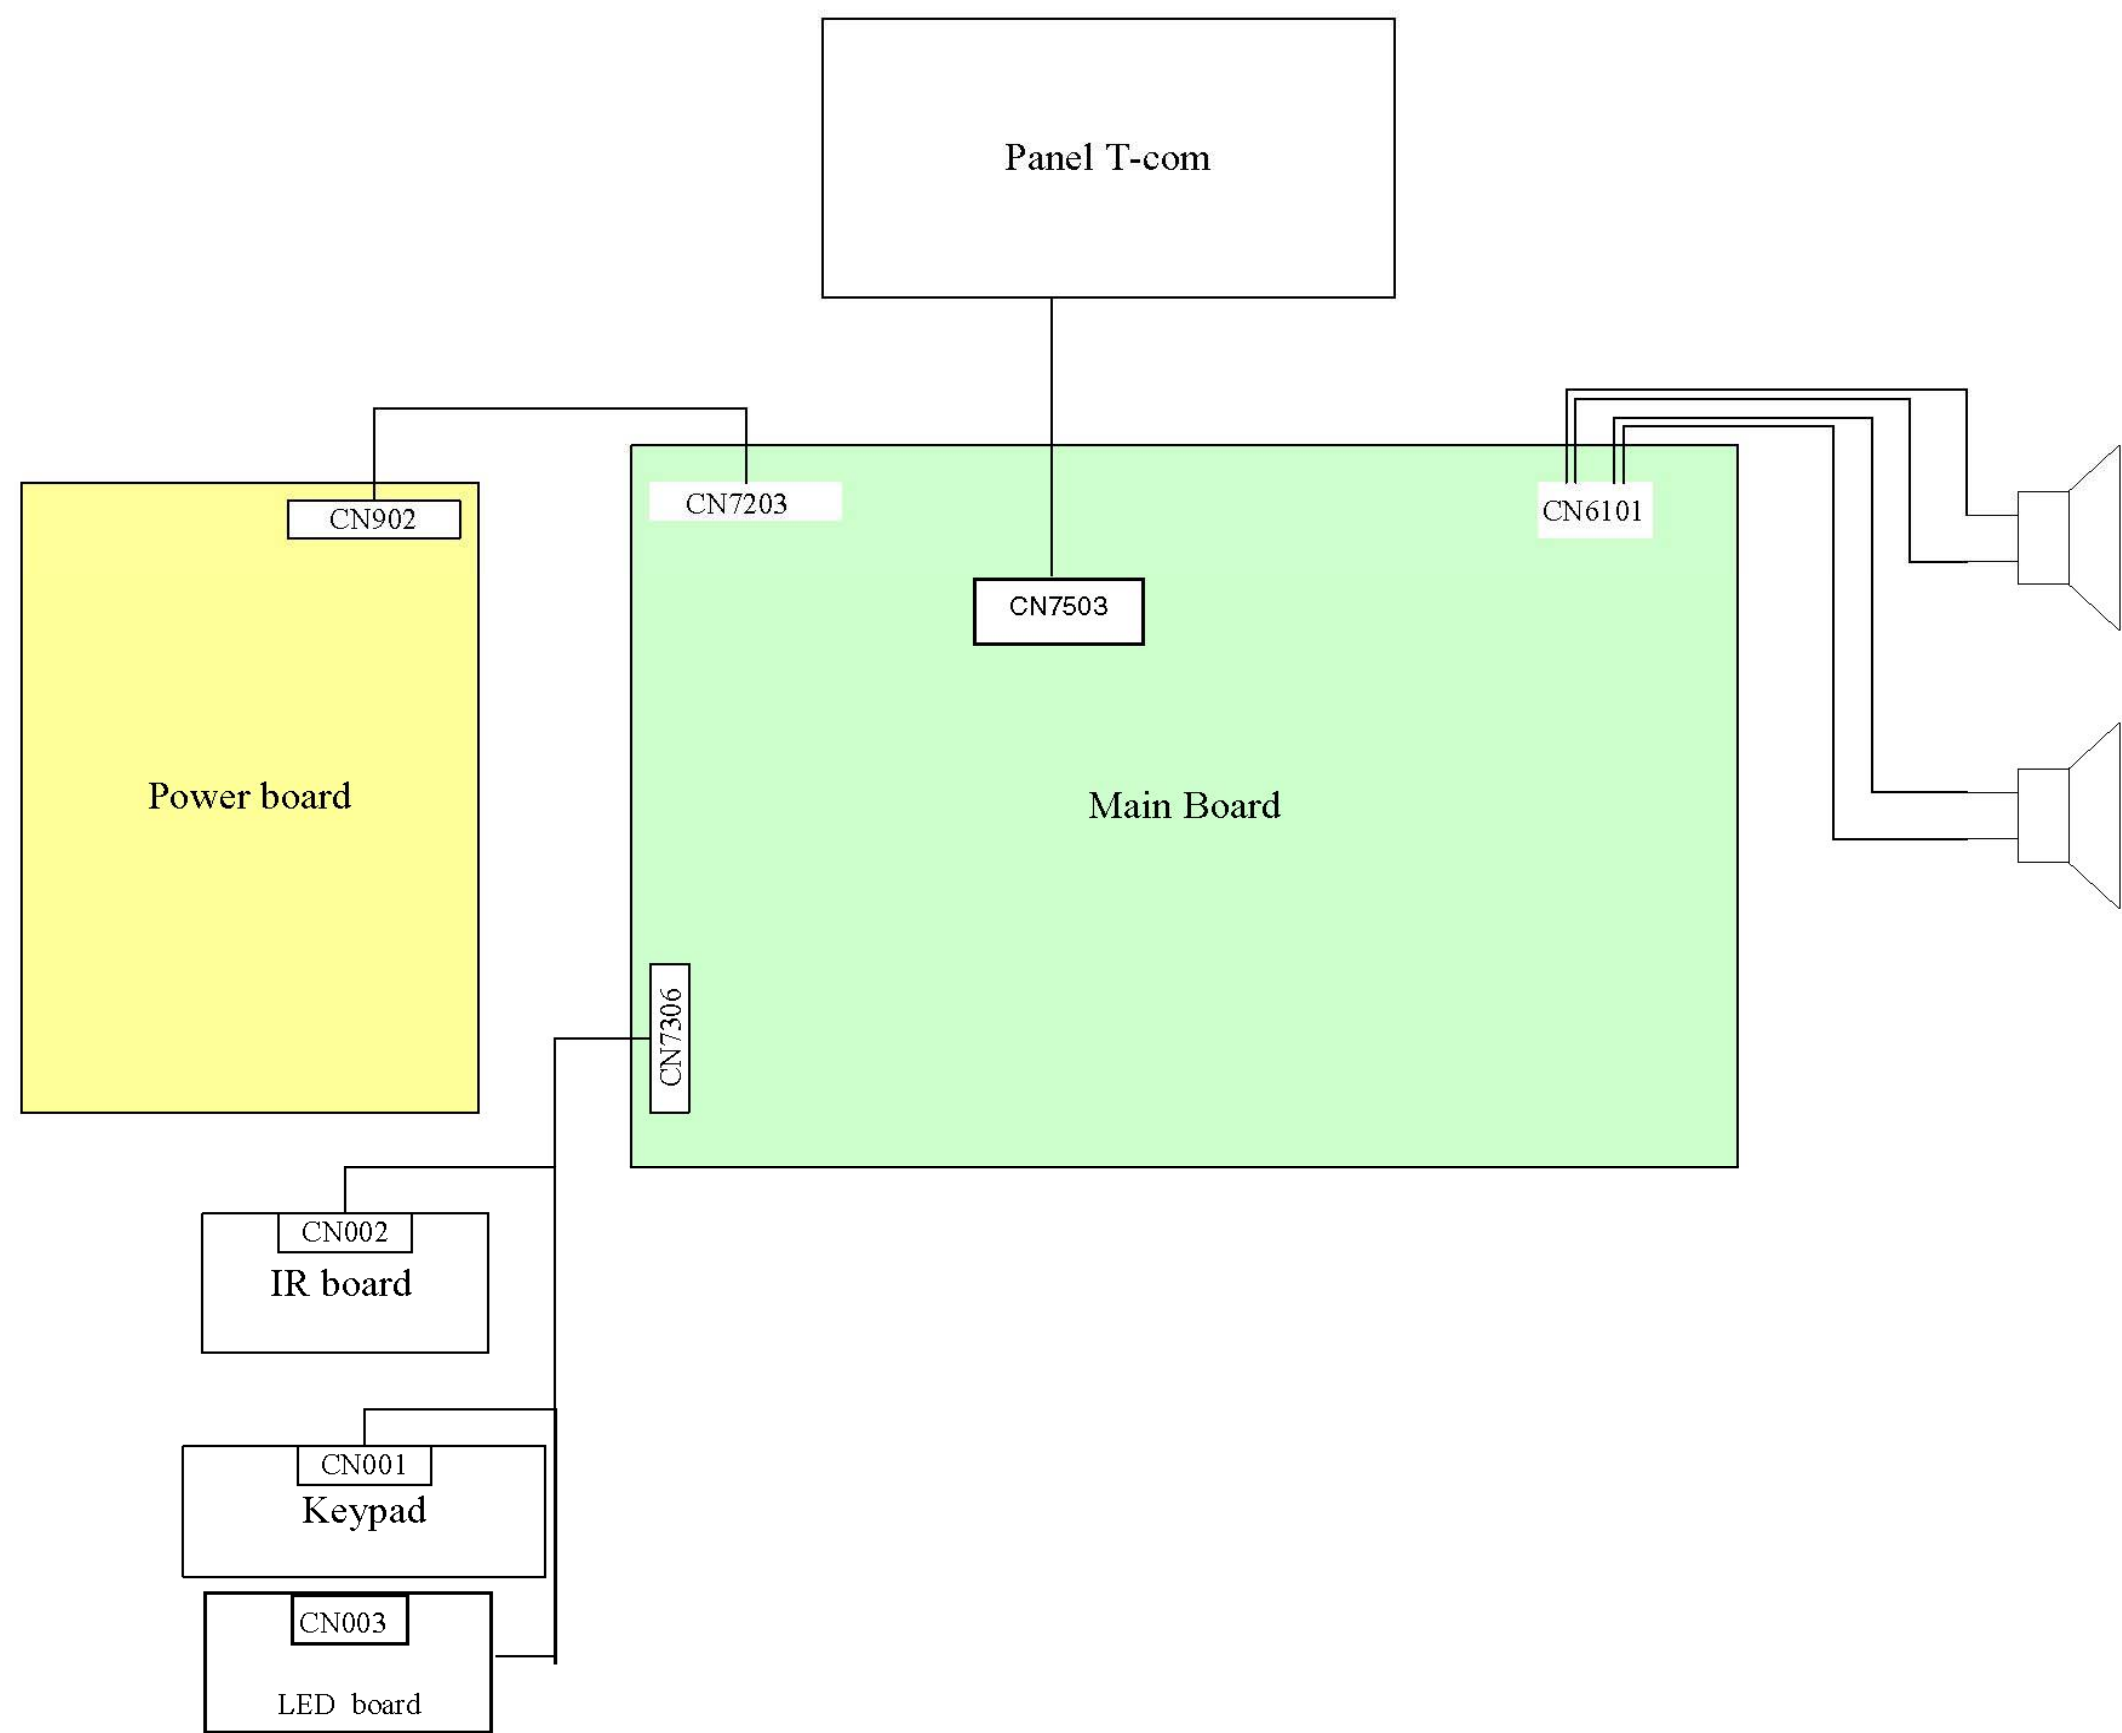 Panel T-com
CN902
CN7203
CN6101
CN7503
Power board
Main Board
CN7306
CN002
IR board
CN001
Keypad
CN003
LED board